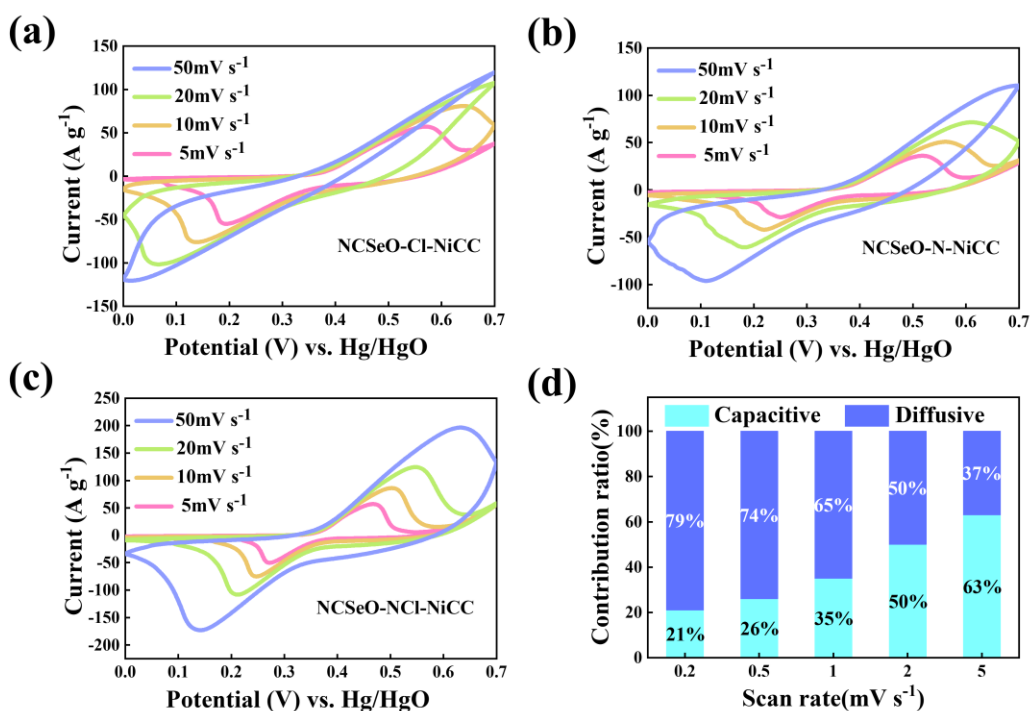 (a)
150
100
50
0
-50
-100
-150
Current (A g⁻¹)
50mV s⁻¹
20mV s⁻¹
10mV s⁻¹
5mV s⁻¹
NCSeO-Cl-NiCC
0.0 0.1 0.2 0.3 0.4 0.5 0.6 0.7
Potential (V) vs. Hg/HgO
(b)
150
100
50
0
-50
-100
Current (A g⁻¹)
50mV s⁻¹
20mV s⁻¹
10mV s⁻¹
5mV s⁻¹
NCSeO-N-NiCC
0.0 0.1 0.2 0.3 0.4 0.5 0.6 0.7
Potential (V) vs. Hg/HgO
(c)
250
200
150
100
50
0
-50
-100
-150
-200
Current (A g⁻¹)
50mV s⁻¹
20mV s⁻¹
10mV s⁻¹
5mV s⁻¹
NCSeO-NCl-NiCC
0.0 0.1 0.2 0.3 0.4 0.5 0.6 0.7
Potential (V) vs. Hg/HgO
(d)
Capacitive Diffusive
100
80
60
40
20
0
Contribution ratio(%)
79% 74% 65% 50% 37%
21% 26% 35% 50% 63%
0.2 0.5 1 2 5
Scan rate(mV s⁻¹)